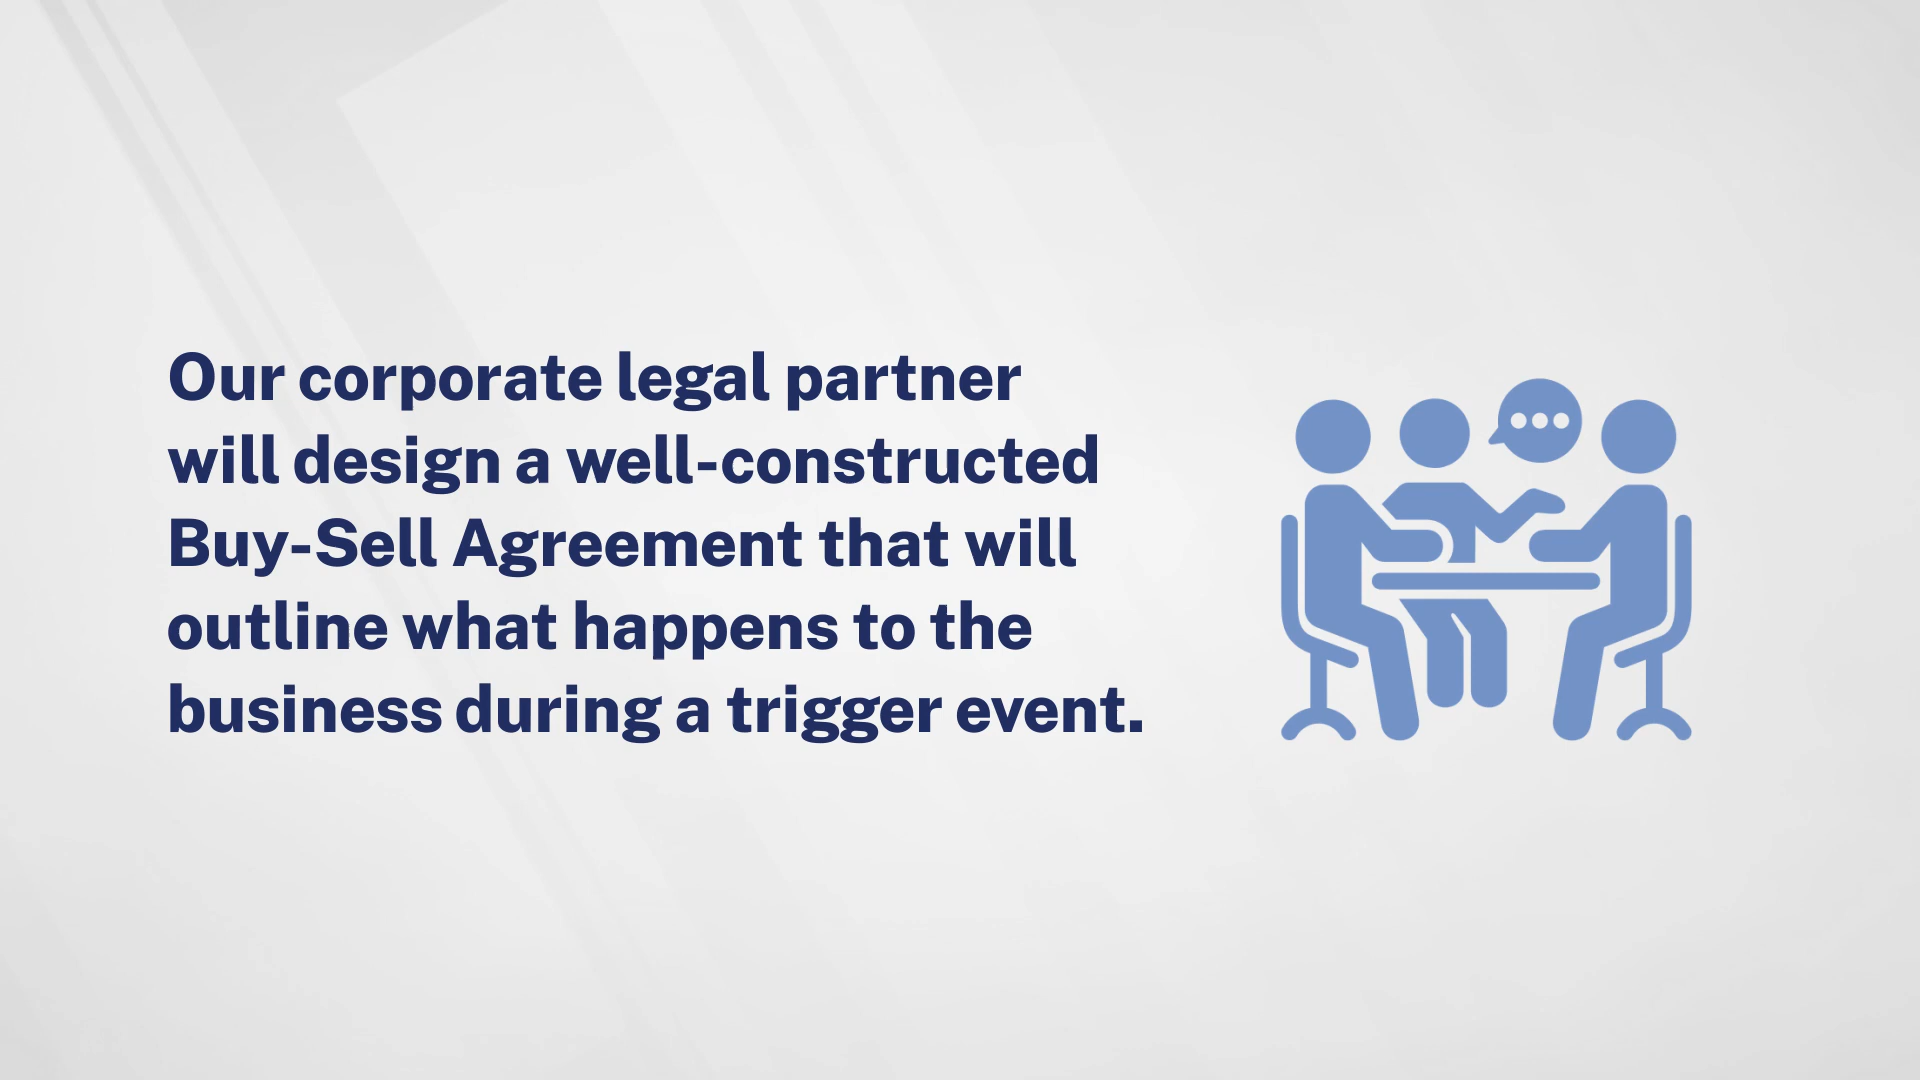 Our corporate legal partner
will design a well-constructed
Buy-Sell Agreement that will
outline what happens to the
business during a trigger event.